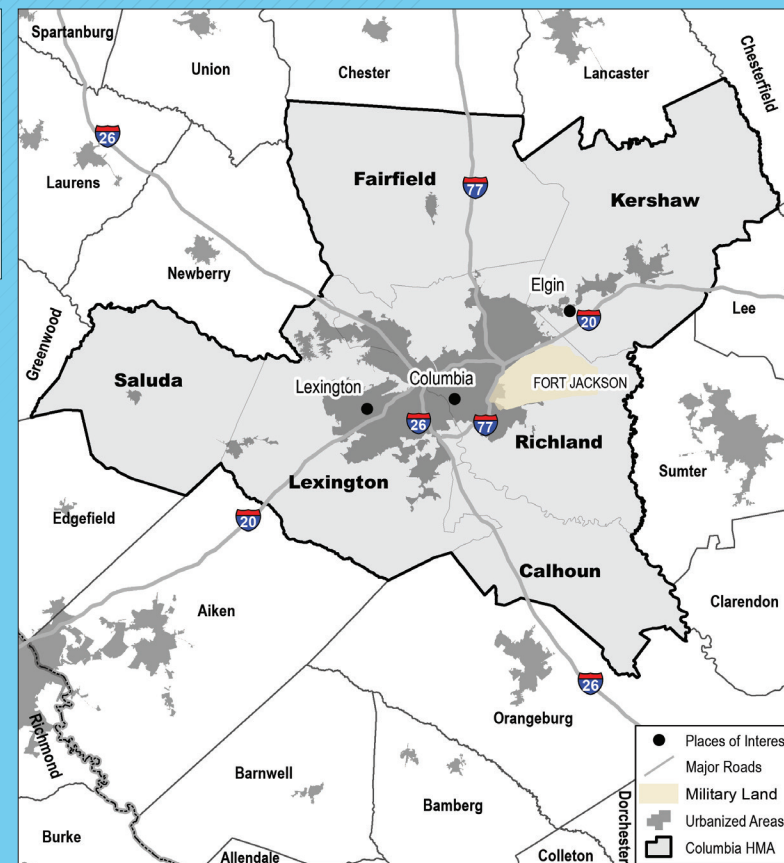 Spartanburg
Union
Chester
Lancaster
Chesterfield
26
Laurens
Fairfield
77
Kershaw
Newberry
Elgin
20
Lee
Greenwood
Saluda
Lexington
Columbia
FORT JACKSON
26
77
Richland
Sumter
Lexington
Edgefield
20
Calhoun
Aiken
Clarendon
26
Orangeburg
Richmond
Barnwell
Bamberg
Dorchester
Burke
Allendale
Colleton
Places of Interes
Major Roads
Military Land
Urbanized Areas
Columbia HMA